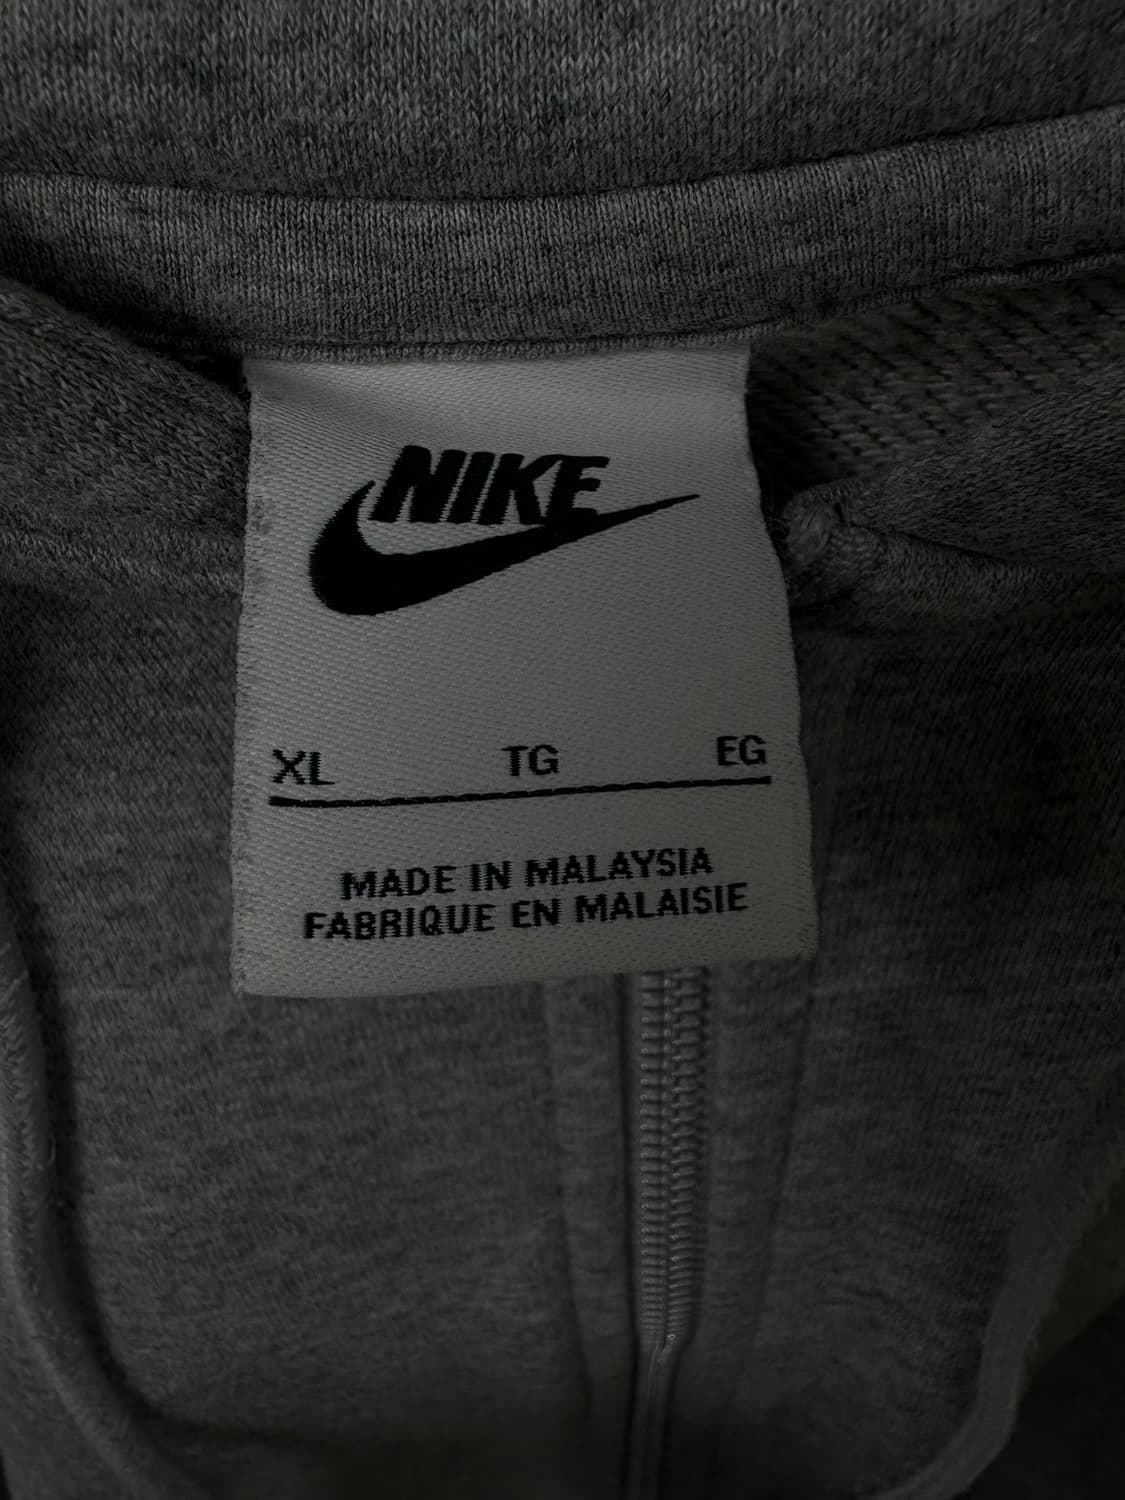 NIKE
XL TG EG
MADE IN MALAYSIA
FABRIQUE EN MALAISIE